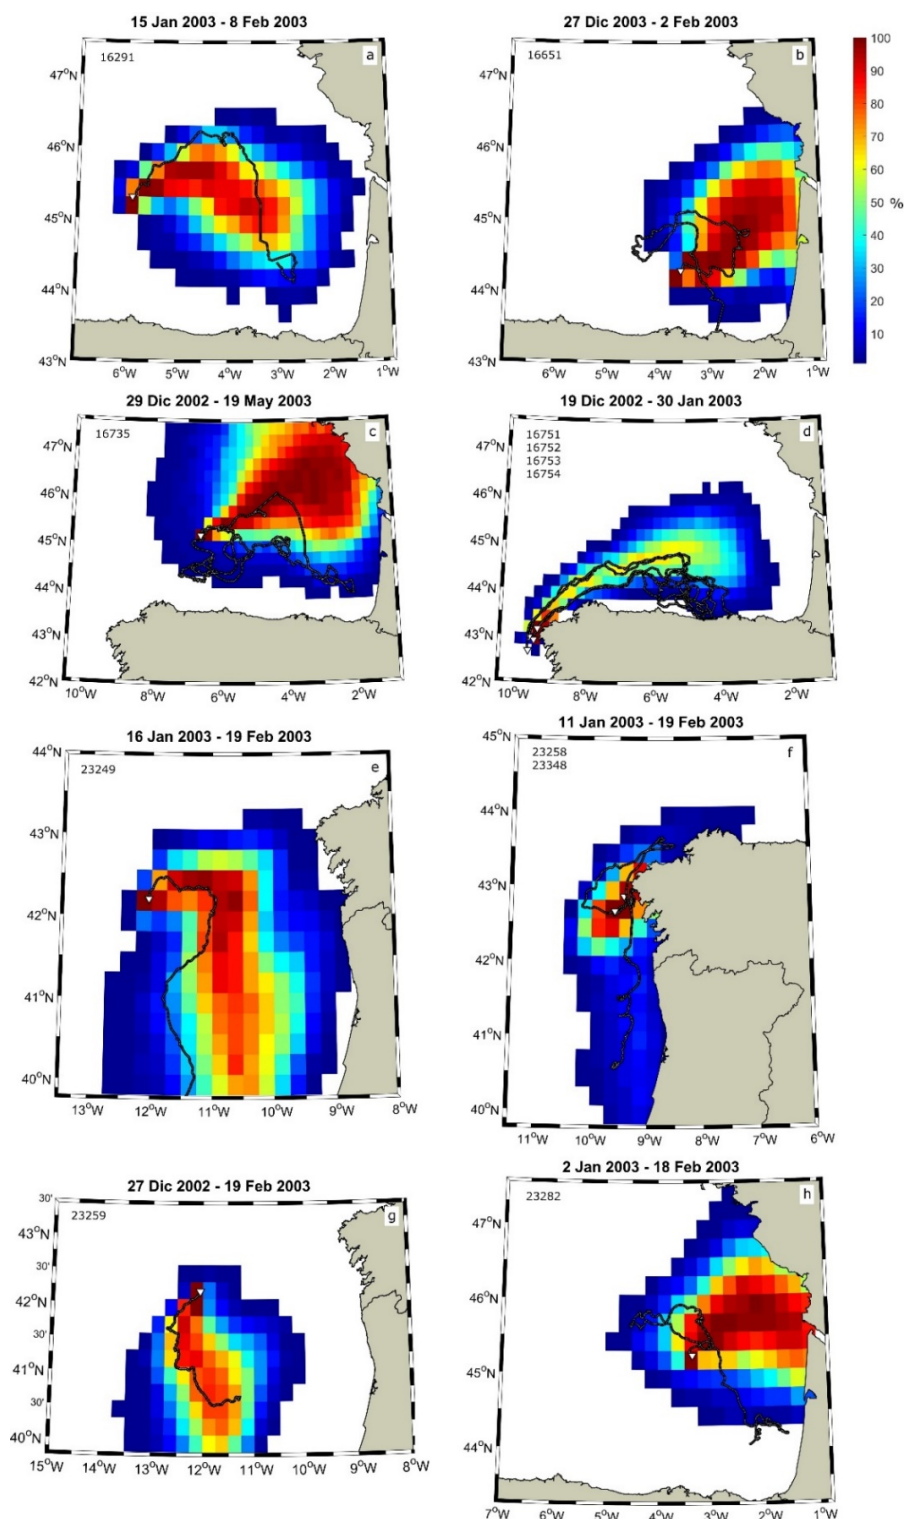 15 Jan 2003 - 8 Feb 2003
16291
a
47°N
46°N
45°N
44°N
43°N
6°W 5°W 4°W 3°W 2°W 1°W
27 Dic 2003 - 2 Feb 2003
16651
b
47°N
46°N
45°N
44°N
43°N
6°W 5°W 4°W 3°W 2°W 1°W
100
90
80
70
60
50
40
30
20
10
%
29 Dic 2002 - 19 May 2003
16735
c
47°N
46°N
45°N
44°N
43°N
42°N
10°W 8°W 6°W 4°W 2°W
19 Dic 2002 - 30 Jan 2003
16751
16752
16753
16754
d
47°N
46°N
45°N
44°N
43°N
42°N
10°W 8°W 6°W 4°W 2°W
16 Jan 2003 - 19 Feb 2003
23249
e
44°N
43°N
42°N
41°N
40°N
13°W 12°W 11°W 10°W 9°W 8°W
11 Jan 2003 - 19 Feb 2003
23258
23348
f
45°N
44°N
43°N
42°N
41°N
40°N
11°W 10°W 9°W 8°W 7°W 6°W
27 Dic 2002 - 19 Feb 2003
23259
g
30'
43°N
30'
42°N
30'
41°N
30'
40°N
15°W 14°W 13°W 12°W 11°W 10°W 9°W 8°W
2 Jan 2003 - 18 Feb 2003
23282
h
47°N
46°N
45°N
44°N
7°W 6°W 5°W 4°W 3°W 2°W 1°W